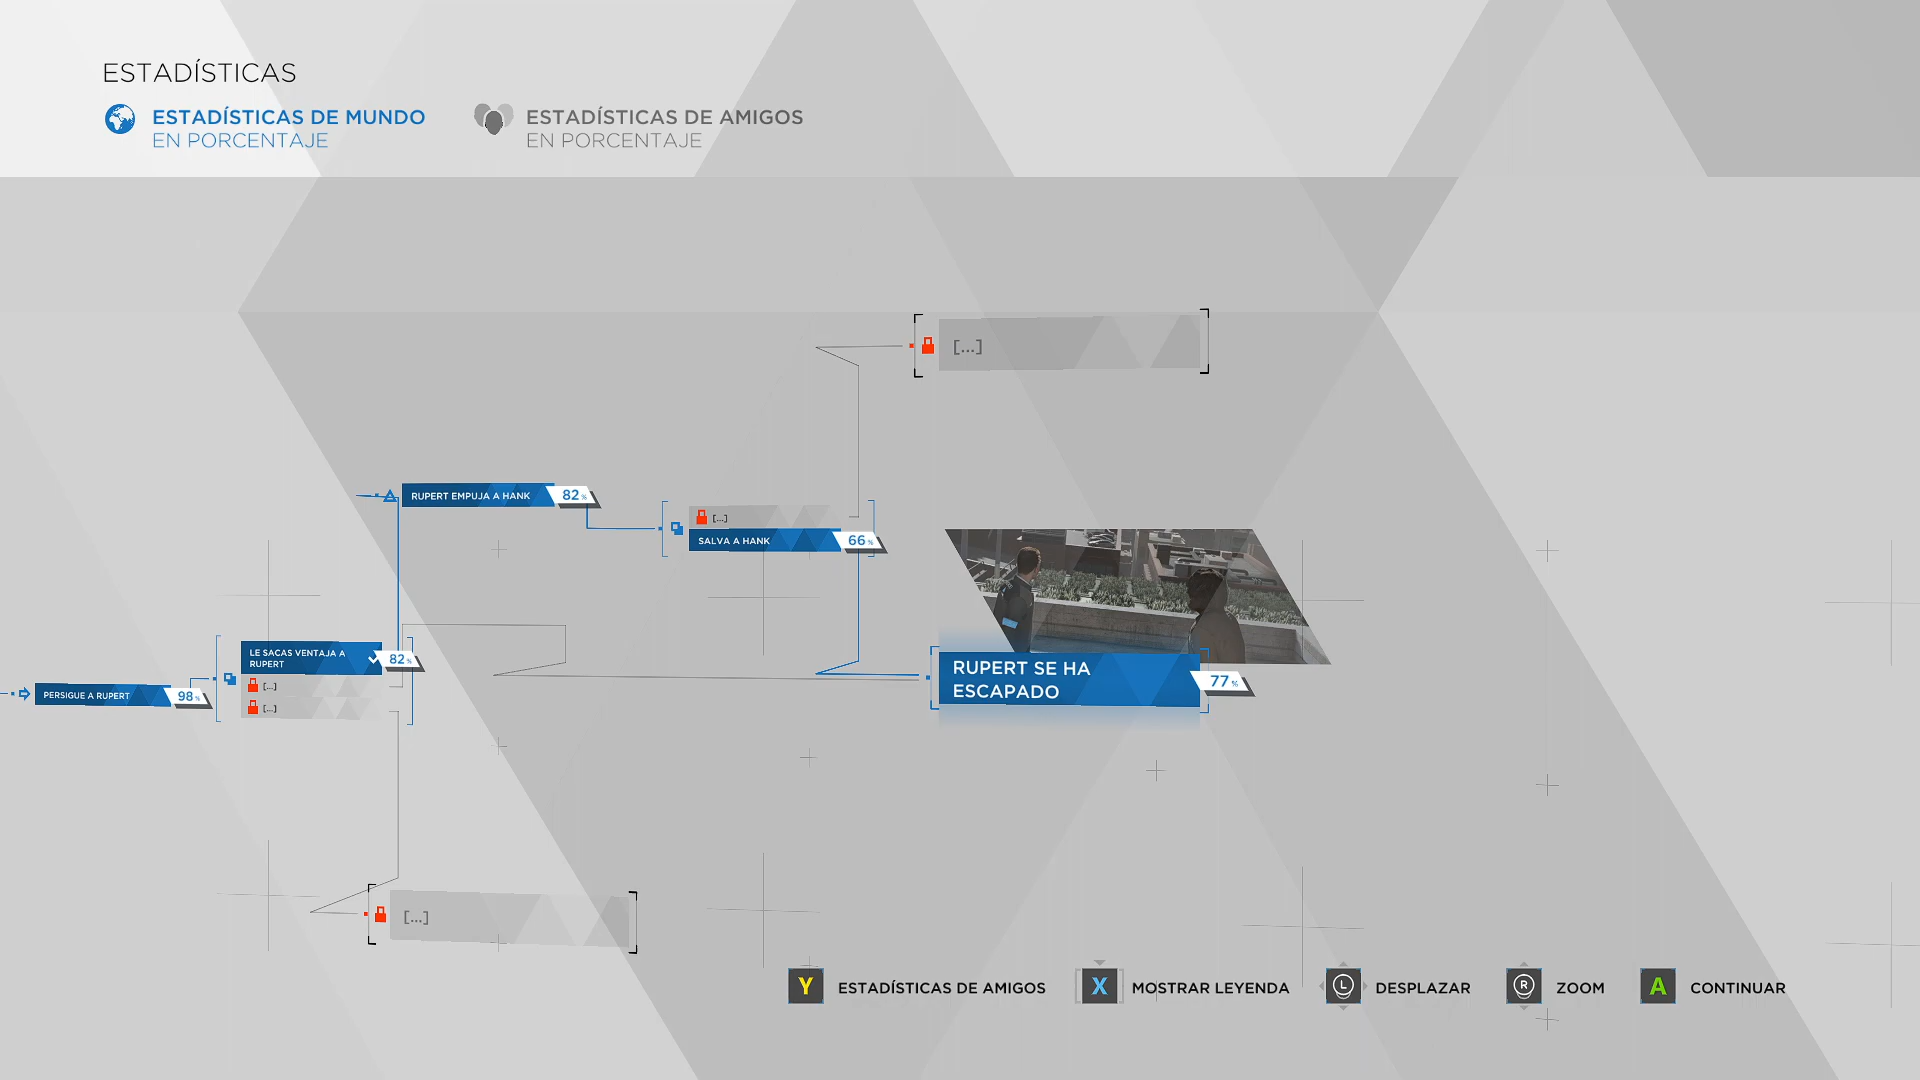 ESTADÍSTICAS
ESTADÍSTICAS DE MUNDO
EN PORCENTAJE
ESTADÍSTICAS DE AMIGOS
EN PORCENTAJE
[...]
RUPERT EMPUJA A HANK
82%
[...]
SALVA A HANK
66%
LE SACAS VENTAJA A
RUPERT
82%
[...]
[...]
PERSIGUE A RUPERT
98%
RUPERT SE HA
ESCAPADO
77%
[...]
Y ESTADÍSTICAS DE AMIGOS
X MOSTRAR LEYENDA
L DESPLAZAR
R ZOOM
A CONTINUAR